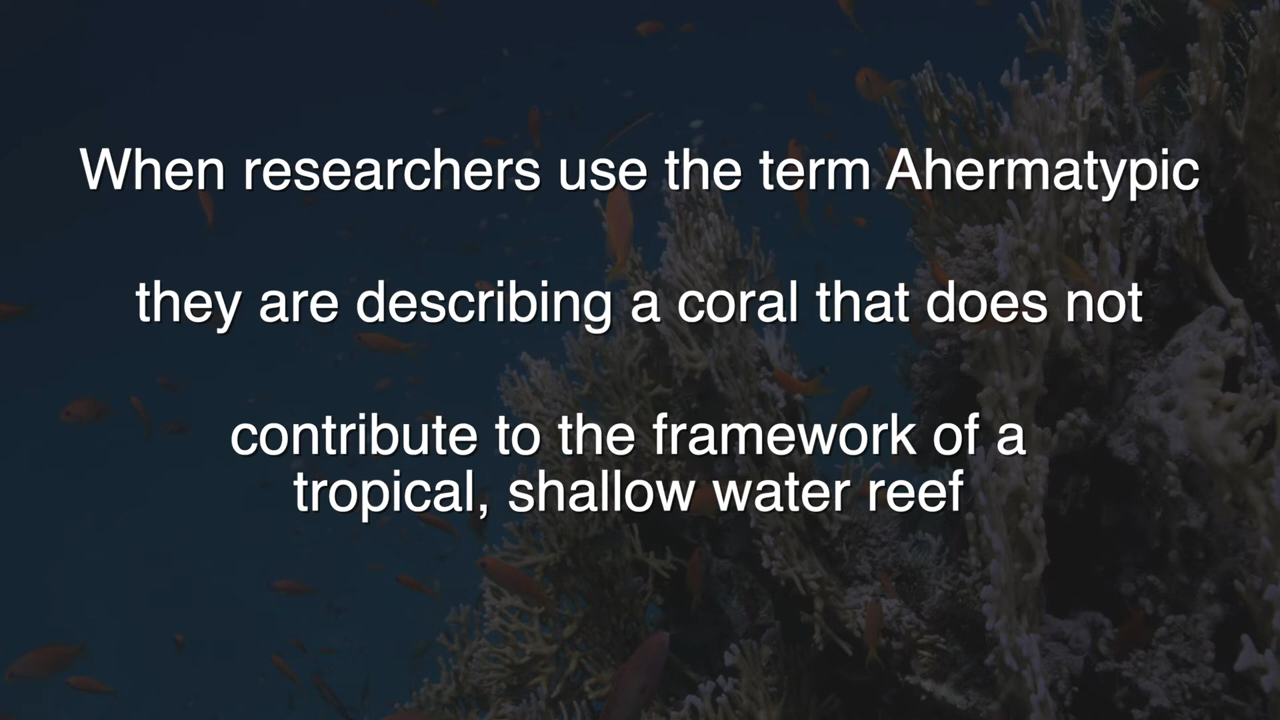 When researchers use the term Ahermatypic
they are describing a coral that does not
contribute to the framework of a
tropical, shallow water reef